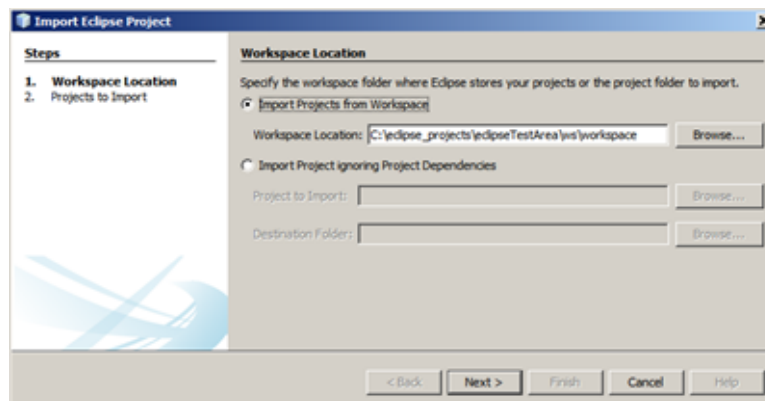 Import Eclipse Project
Steps
1. Workspace Location
2. Projects to Import
Workspace Location
Specify the workspace folder where Eclipse stores your projects or the project folder to import.
Import Projects from Workspace
Workspace Location: C:\eclipse_projects\eclipseTestArea\ws\workspace Browse...
Import Project ignoring Project Dependencies
Project to Import: Browse...
Destination Folder: Browse...
< Back Next > Finish Cancel Help